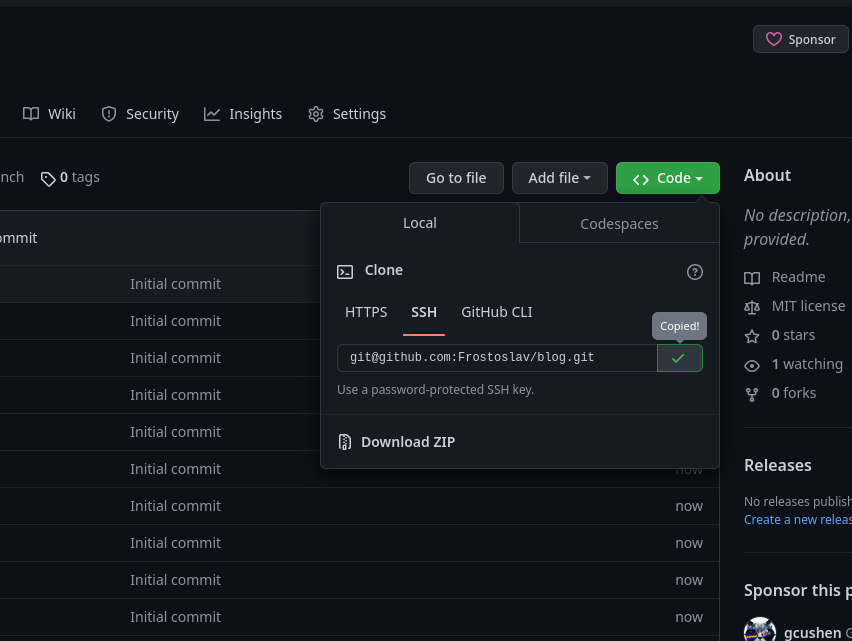 Sponsor
Wiki Security Insights Settings
nch 0 tags Go to file Add file Code About
Local Codespaces
No description,
provided.
ommit
Clone
Readme
Initial commit
MIT license
HTTPS SSH GitHub CLI
Copied!
Initial commit
0 stars
git@github.com:Frostoslav/blog.git
Initial commit
1 watching
Use a password-protected SSH key.
Initial commit
0 forks
Initial commit
Download ZIP
Releases
Initial commit now
No releases publish
Initial commit now
Create a new releas
Initial commit now
Initial commit now
Sponsor this p
Initial commit now
gcushen G